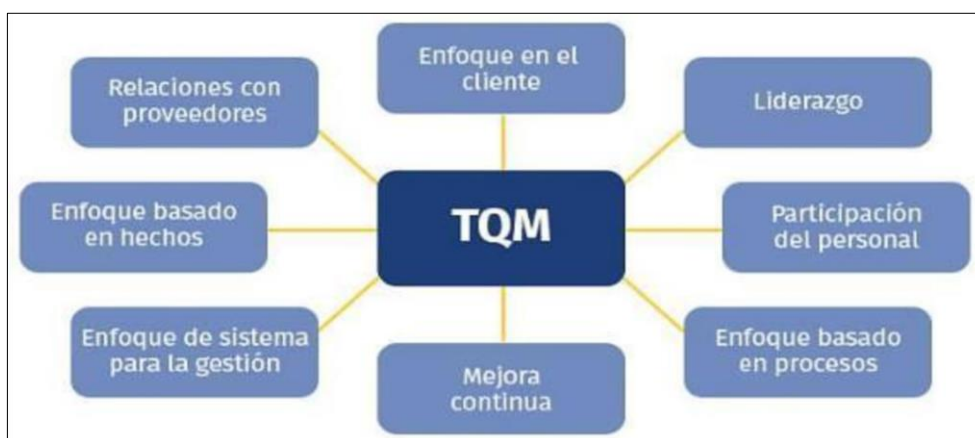 Enfoque en el
cliente
Relaciones con
proveedores
Liderazgo
Enfoque basado
en hechos
TQM
Participación
del personal
Enfoque de sistema
para la gestión
Mejora
continua
Enfoque basado
en procesos